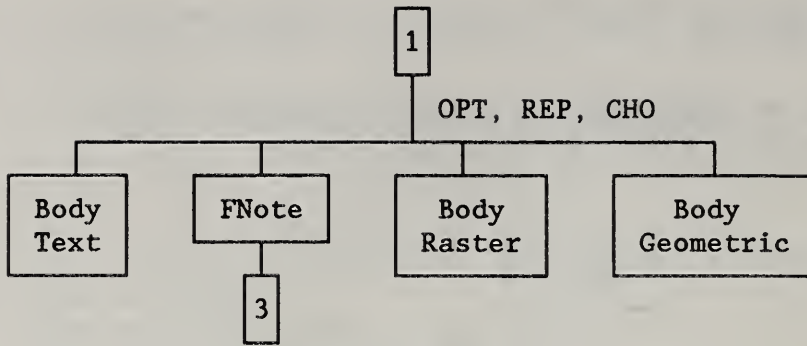 1
OPT, REP, CHO
Body
Text
FNote
Body
Raster
Body
Geometric
3